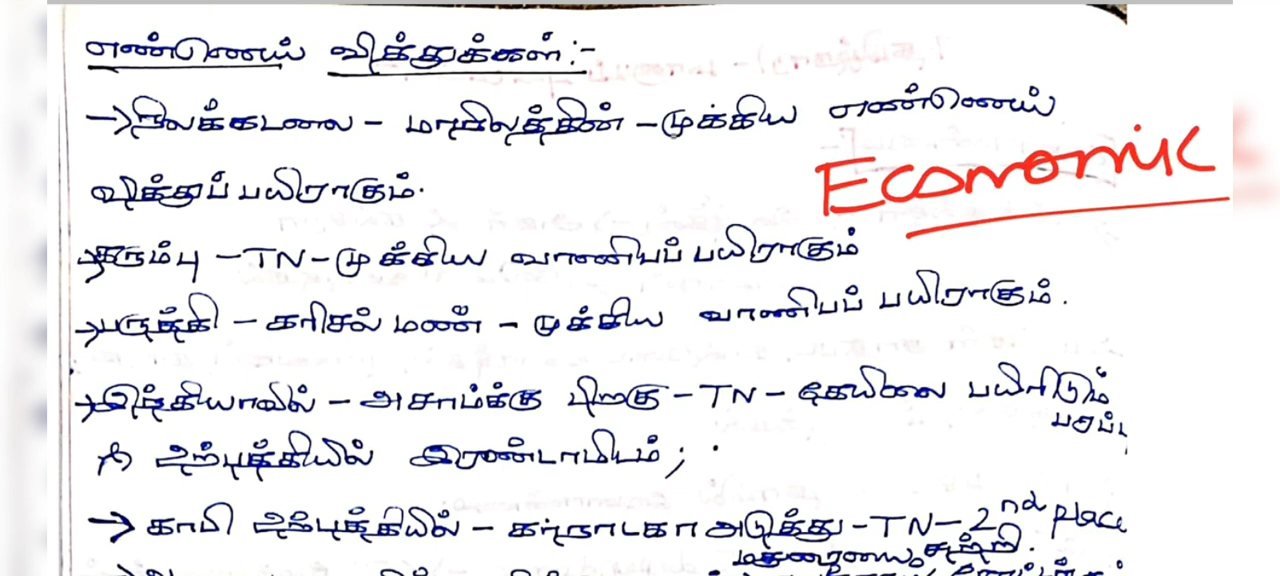 எண்ணெய் வித்துக்கள் :-
→ நிலக்கடலை - மாநிலத்தின் - முக்கிய எண்ணெய்
வித்துப் பயிராகும்.
Economic
→ கரும்பு - TN - முக்கிய வாணிபப் பயிராகும்
→ பருத்தி - கரிசல் மண் - முக்கிய வாணிபப் பயிராகும்.
→ இந்தியாவில் - அசாம்க்கு பிறகு - TN - தேயிலை பயிரிடும்
பரப்பு
& உற்பத்தியில் இரண்டாமிடம் ;
→ காபி உற்பத்தியில் - கர்நாடகா அடுத்து - TN - 2nd place
மதுரையை சுற்றி.